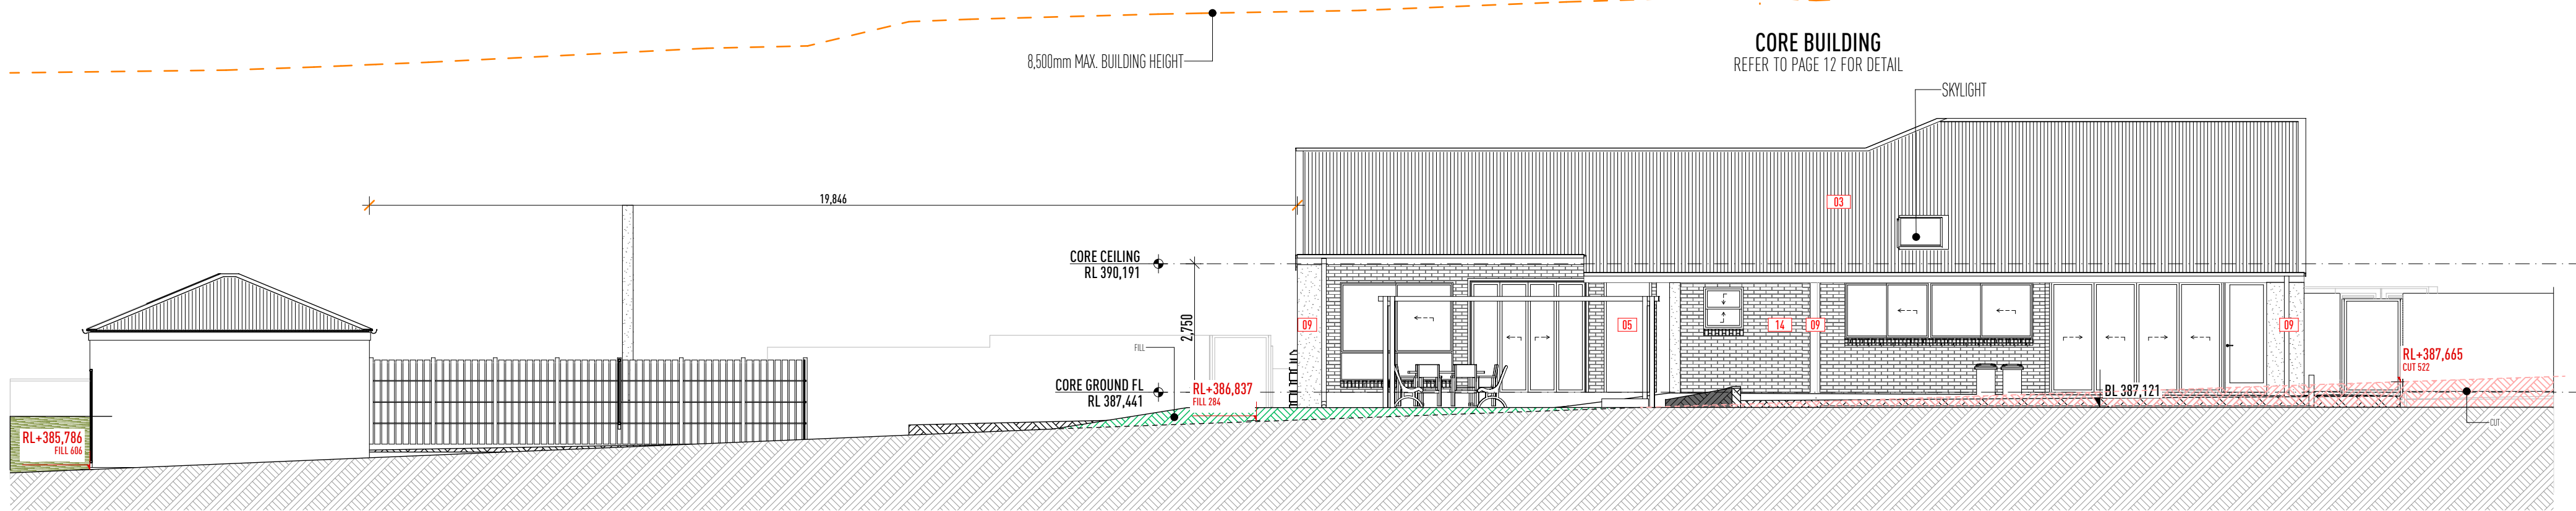 8,500mm MAX. BUILDING HEIGHT
CORE BUILDING
REFER TO PAGE 12 FOR DETAIL
SKYLIGHT
19,846
03
CORE CEILING
RL 390,191
2,750
09
05
14
09
09
FILL
CORE GROUND FL
RL 387,441
RL+386,837
FILL 284
RL+387,665
CUT 522
BL 387,121
CUT
RL+385,786
FILL 606